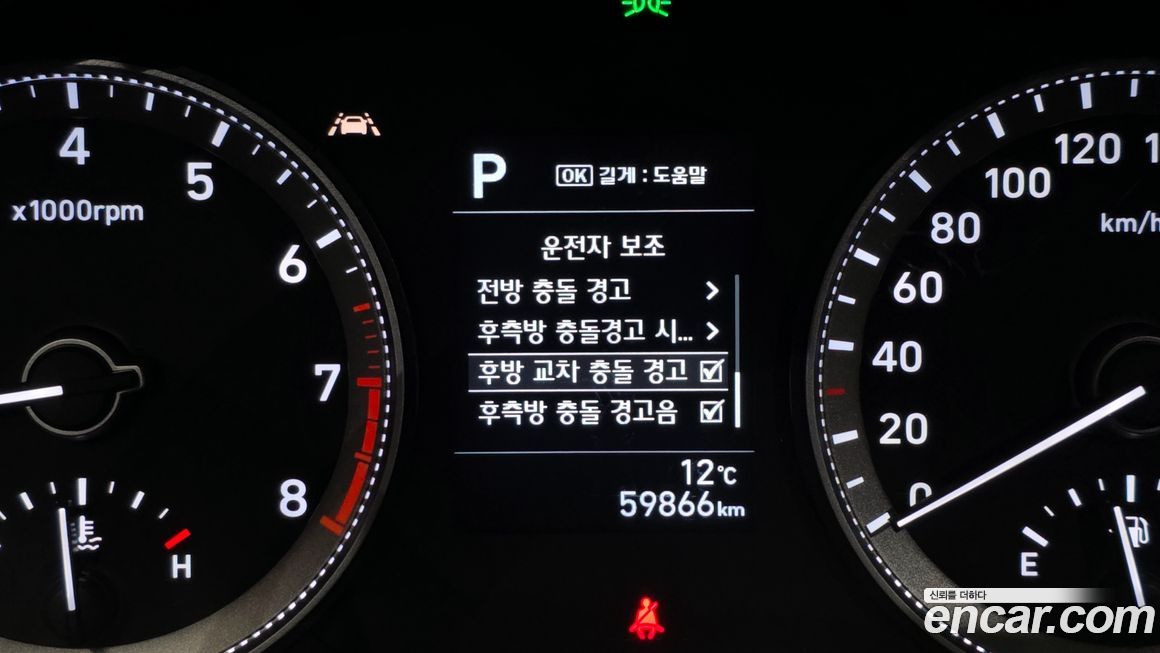 4
5
6
7
8
x1000rpm
H
P
OK 길게 : 도움말
운전자 보조
전방 충돌 경고
후측방 충돌경고 시...
후방 교차 충돌 경고
후측방 충돌 경고음
12°C
59866km
120
100
80
60
40
20
0
km/h
E
신뢰를 더하다
encar.com